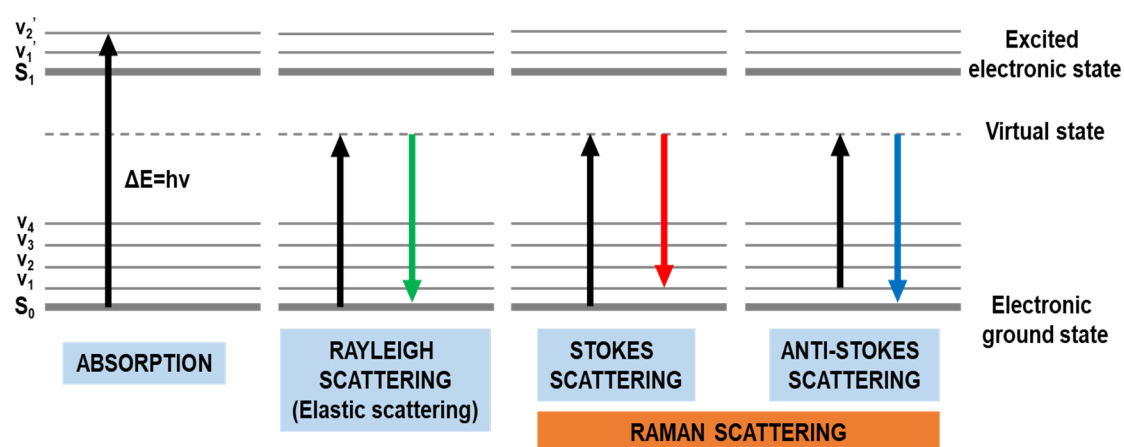 v₂'
v₁'
S₁
Excited
electronic state
Virtual state
ΔE=hv
v₄
v₃
v₂
v₁
S₀
Electronic
ground state
ABSORPTION
RAYLEIGH
SCATTERING
(Elastic scattering)
STOKES
SCATTERING
ANTI-STOKES
SCATTERING
RAMAN SCATTERING